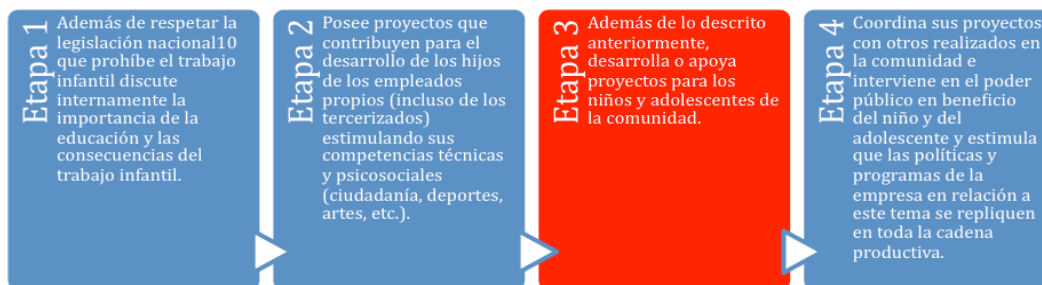 Etapa 1
Además de respetar la
legislación nacional10
que prohíbe el trabajo
infantil discute
internamente la
importancia de la
educación y las
consecuencias del
trabajo infantil.
Etapa 2
Posee proyectos que
contribuyen para el
desarrollo de los hijos
de los empleados
propios (incluso de los
tercerizados)
estimulando sus
competencias técnicas
y psicosociales
(ciudadanía, deportes,
artes, etc.).
Etapa 3
Además de lo descrito
anteriormente,
desarrolla o apoya
proyectos para los
niños y adolescentes de
la comunidad.
Etapa 4
Coordina sus proyectos
con otros realizados en
la comunidad e
interviene en el poder
público en beneficio
del niño y del
adolescente y estimula
que las políticas y
programas de la
empresa en relación a
este tema se repliquen
en toda la cadena
productiva.